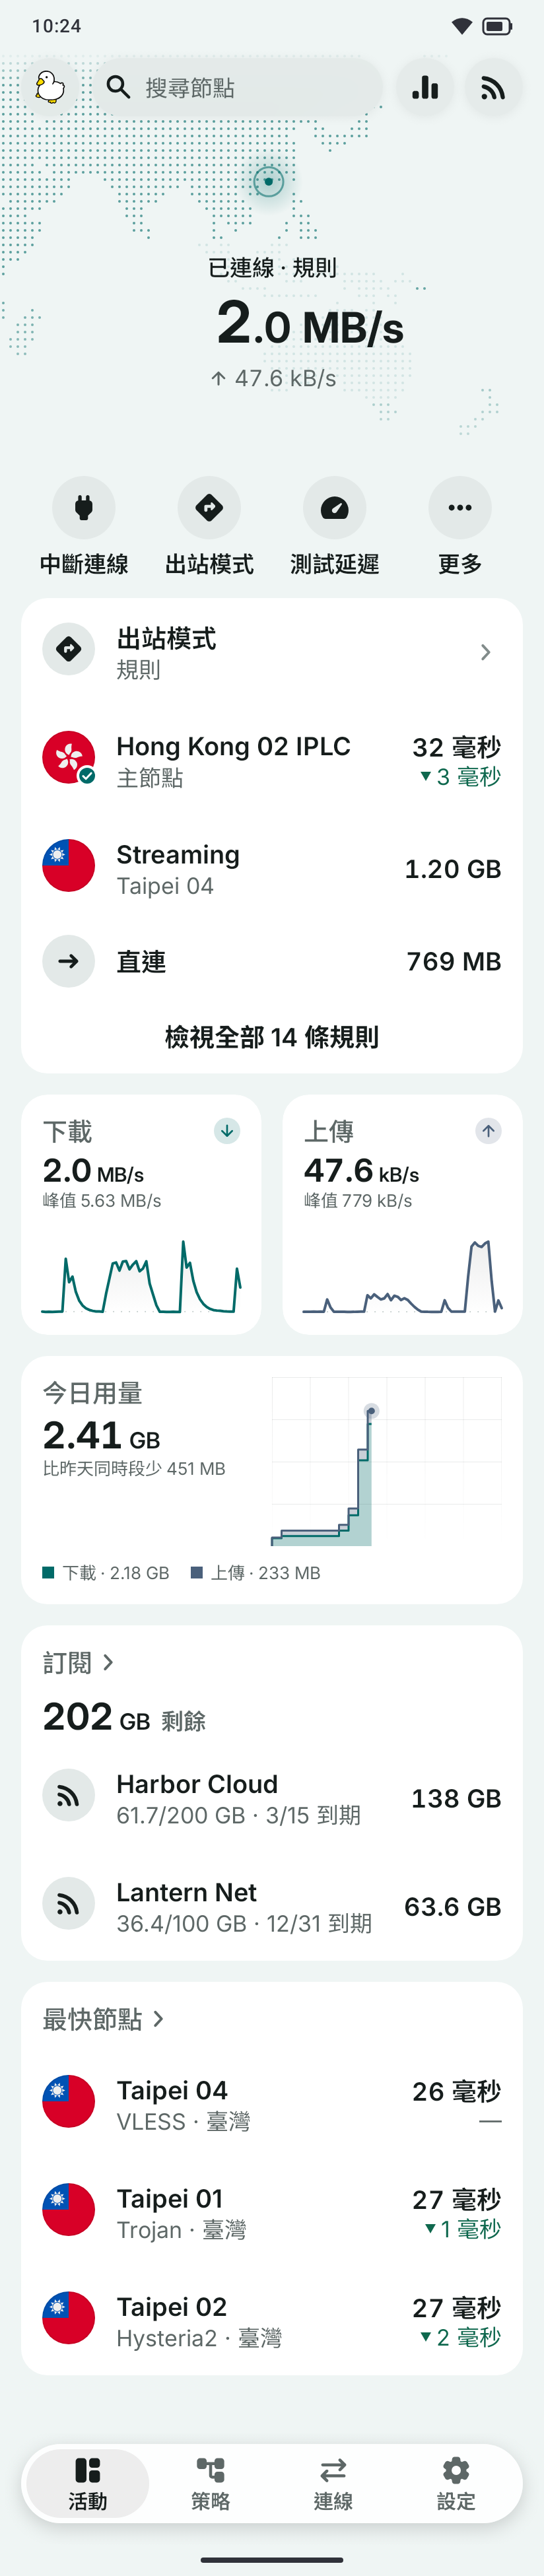 10:24
搜尋節點
已連線 · 規則
2.0 MB/s
↑ 47.6 kB/s
中斷連線
出站模式
測試延遲
更多
出站模式
規則
Hong Kong 02 IPLC
32 毫秒
主節點
▼3 毫秒
Streaming
Taipei 04
1.20 GB
直連
769 MB
檢視全部 14 條規則
下載
2.0 MB/s
峰值 5.63 MB/s
上傳
47.6 kB/s
峰值 779 kB/s
今日用量
2.41 GB
比昨天同時段少 451 MB
下載 · 2.18 GB
上傳 · 233 MB
訂閱
202 GB 剩餘
Harbor Cloud
61.7/200 GB · 3/15 到期
138 GB
Lantern Net
36.4/100 GB · 12/31 到期
63.6 GB
最快節點
Taipei 04
26 毫秒
VLESS · 臺灣
—
Taipei 01
27 毫秒
Trojan · 臺灣
▼1 毫秒
Taipei 02
27 毫秒
Hysteria2 · 臺灣
▼2 毫秒
活動
策略
連線
設定